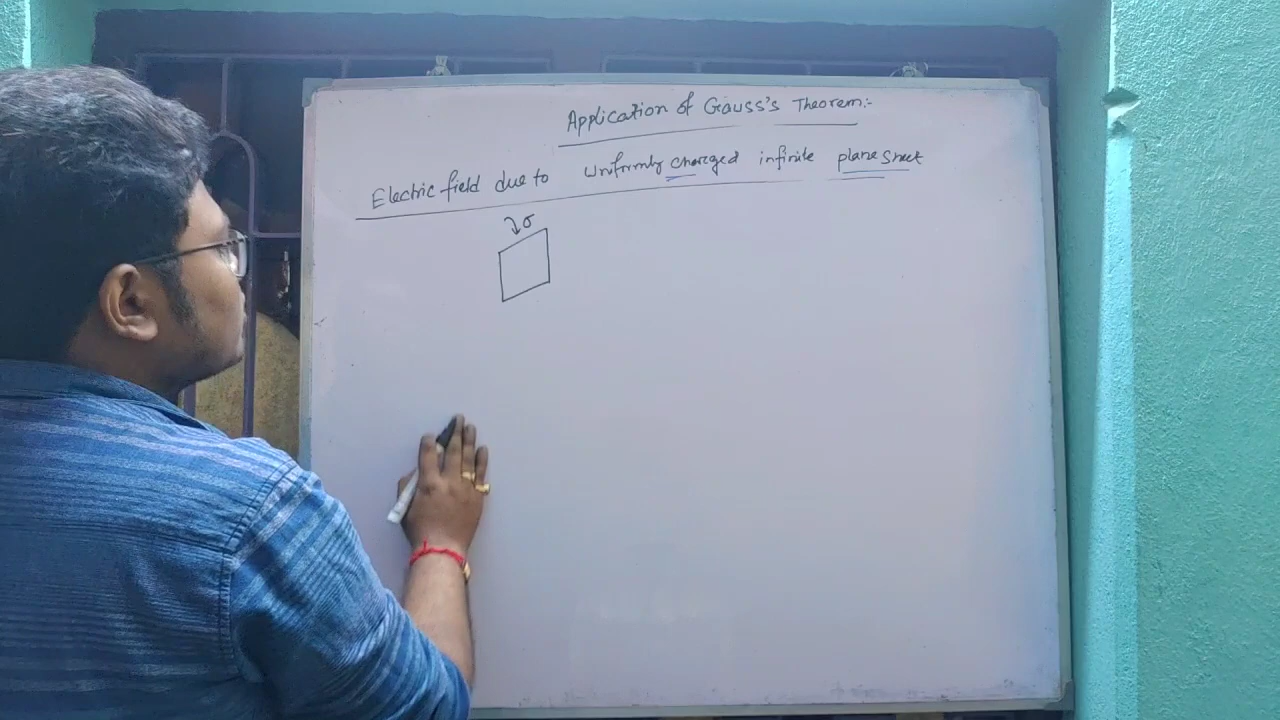 Application of Gauss's Theorem:-
Electric field due to Uniformly charged infinite plane sheet
σ